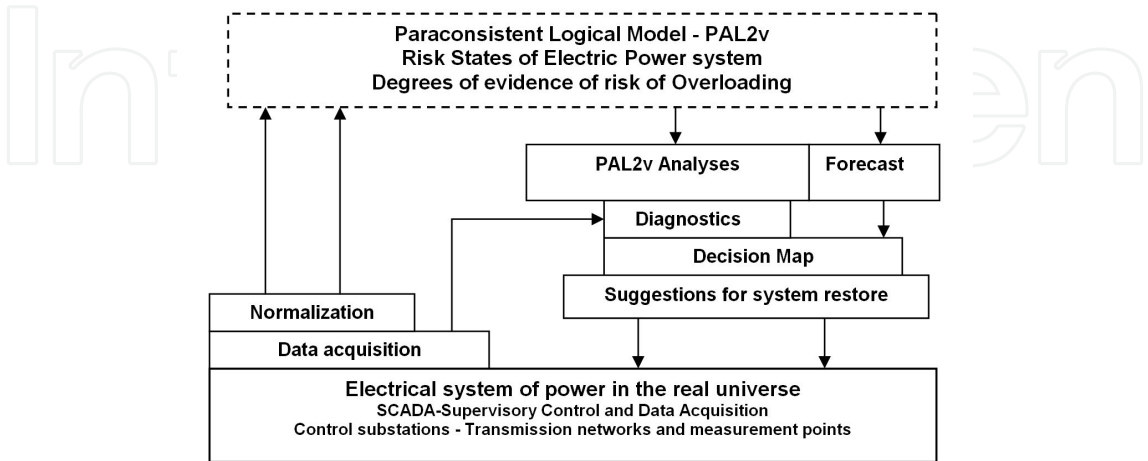 Paraconsistent Logical Model - PAL2v
Risk States of Electric Power system
Degrees of evidence of risk of Overloading
PAL2v Analyses
Forecast
Diagnostics
Decision Map
Suggestions for system restore
Normalization
Data acquisition
Electrical system of power in the real universe
SCADA-Supervisory Control and Data Acquisition
Control substations - Transmission networks and measurement points